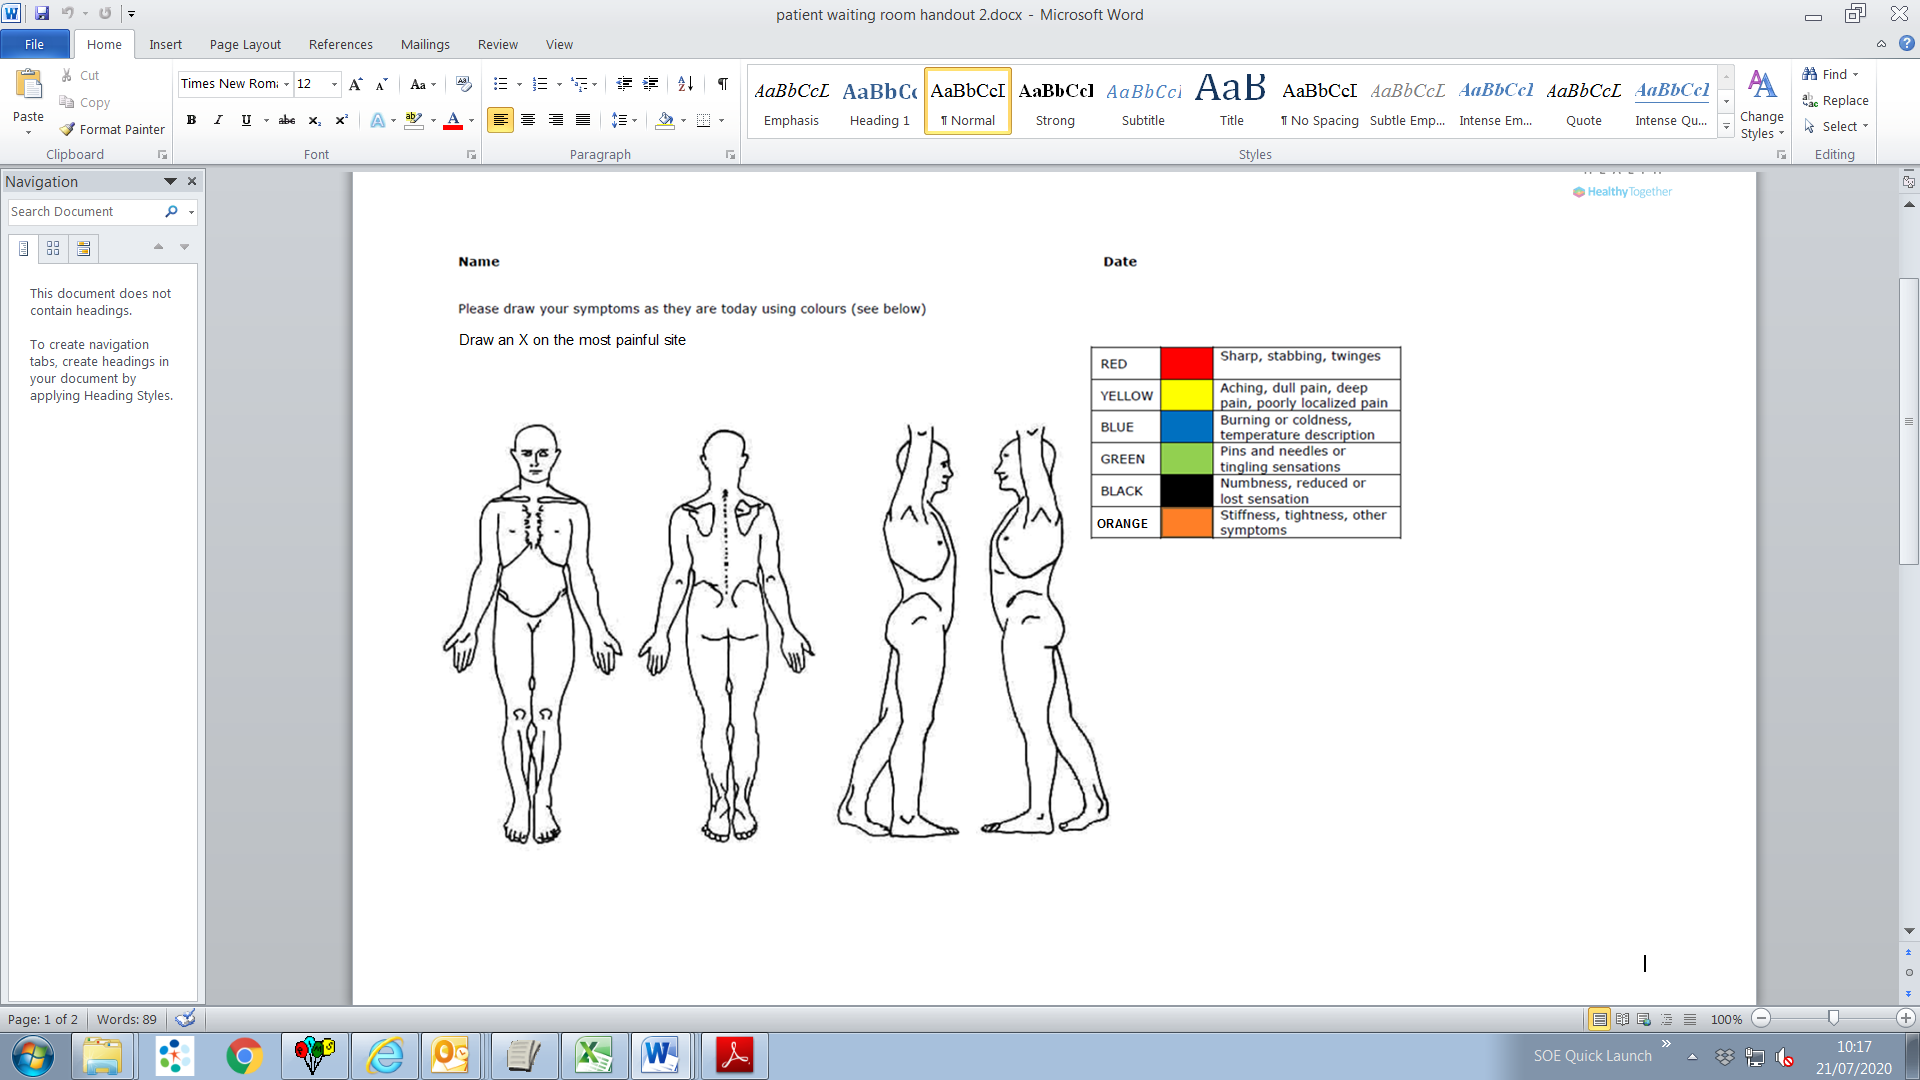 patient waiting room handout 2.docx - Microsoft Word
File Home Insert Page Layout References Mailings Review View
Paste
Cut
Copy
Format Painter
Clipboard
Times New Roma 12
Font
Paragraph
AaBbCcL Emphasis
AaBbCc Heading 1
AaBbCcI ¶ Normal
AaBbCcI Strong
AaBbCcI Subtitle
AaB Title
AaBbCcI ¶ No Spacing
AaBbCcL Subtle Emp...
AaBbCcI Intense Em...
AaBbCcL Quote
AaBbCcI Intense Qu...
Change Styles
Styles
Find
Replace
Select
Editing
Navigation
Search Document
This document does not
contain headings.
To create navigation
tabs, create headings in
your document by
applying Heading Styles.
HealthyTogether
Name Date
Please draw your symptoms as they are today using colours (see below)
Draw an X on the most painful site
RED Sharp, stabbing, twinges
YELLOW Aching, dull pain, deep
pain, poorly localized pain
BLUE Burning or coldness,
temperature description
GREEN Pins and needles or
tingling sensations
BLACK Numbness, reduced or
lost sensation
ORANGE Stiffness, tightness, other
symptoms
Page: 1 of 2 Words: 89
100%
SOE Quick Launch
10:17
21/07/2020